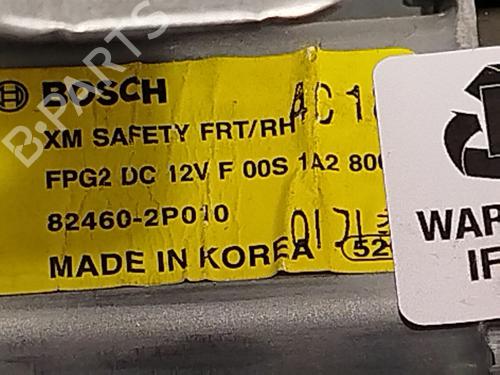 BOSCH
XM SAFETY FRT/RH
FPG2 DC 12V F 00S 1A2 80
82460-2P010
MADE IN KOREA
52
WAR
IF
B-PARTS